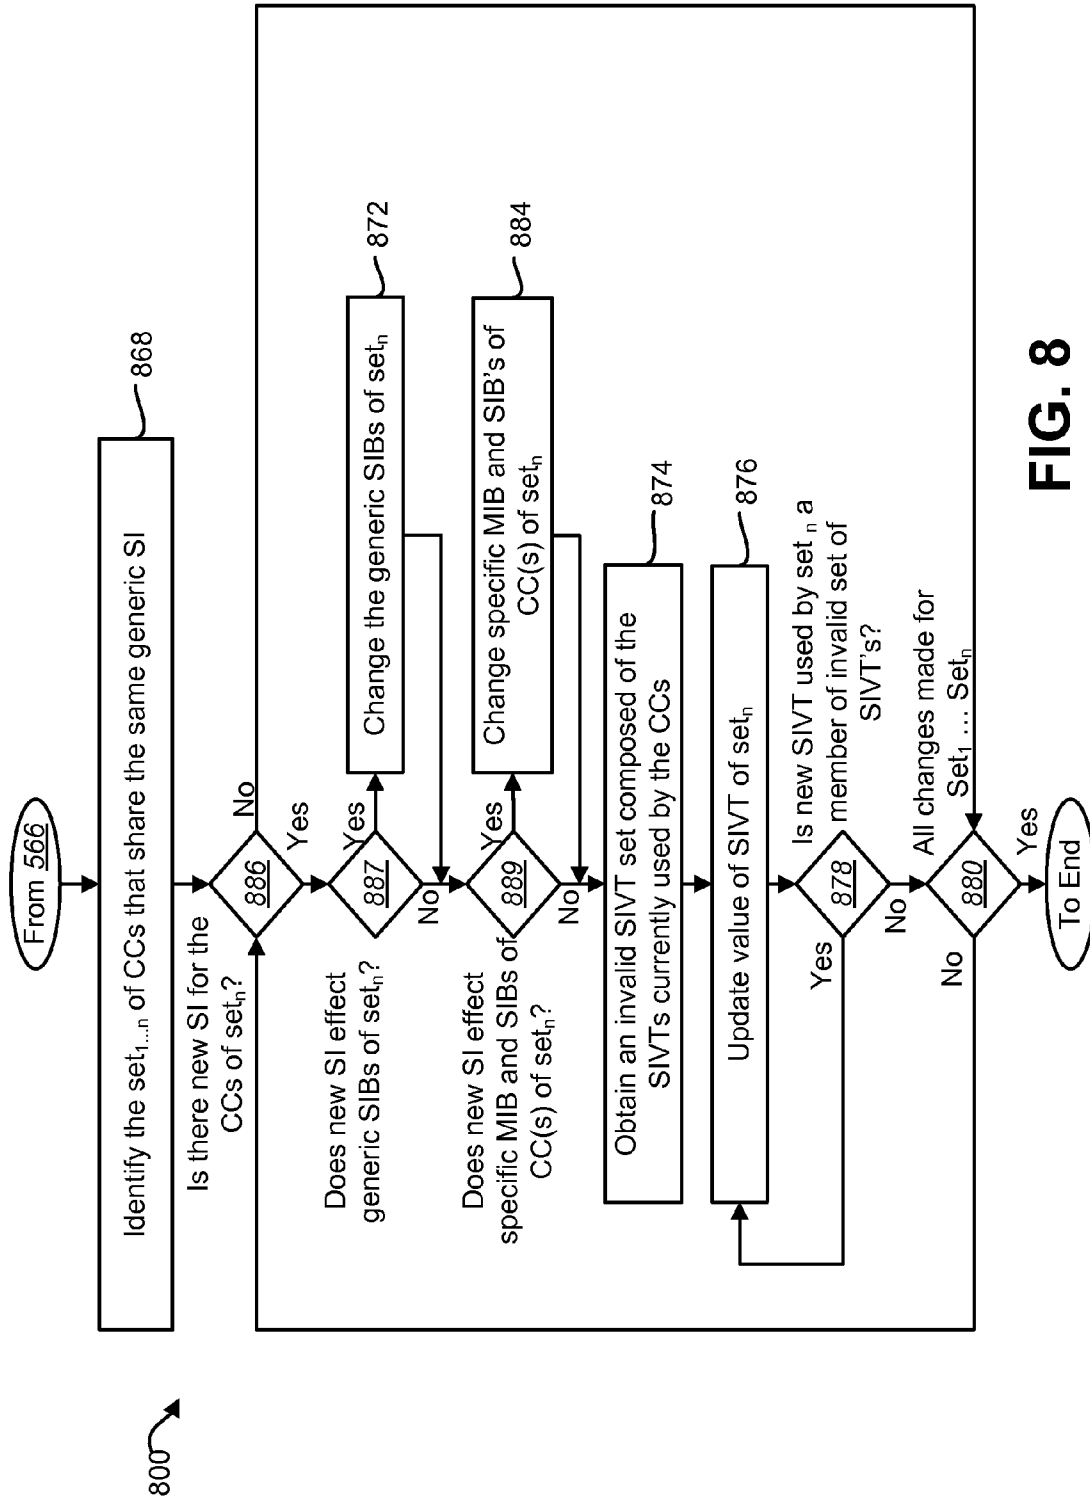 800
From 566
Identify the set1...n of CCs that share the same generic SI
868
Is there new SI for the
CCs of setn?
886
No
Yes
Does new SI effect
generic SIBs of setn?
887
Yes
No
Change the generic SIBs of setn
872
Does new SI effect
specific MIB and SIBs of
CC(s) of setn?
889
Yes
No
Change specific MIB and SIB's of
CC(s) of setn
884
Obtain an invalid SIVT set composed of the
SIVTs currently used by the CCs
874
Update value of SIVT of setn
876
Is new SIVT used by set n a
member of invalid set of
SIVT's?
878
Yes
No
All changes made for
Set1 ... Setn
880
No
Yes
To End
FIG. 8